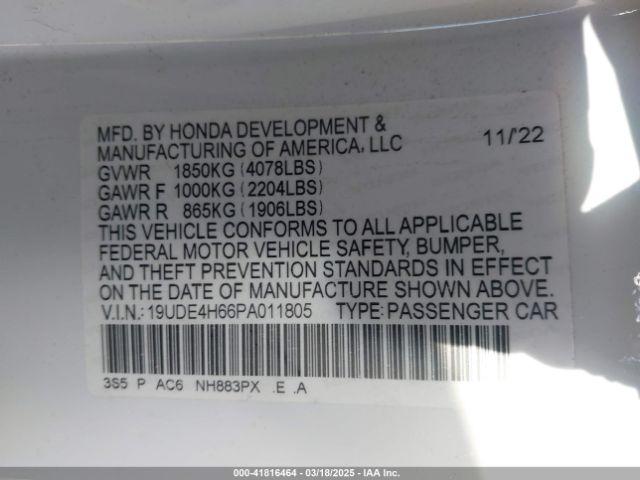 MFD. BY HONDA DEVELOPMENT &
MANUFACTURING OF AMERICA, LLC 11/'22
GVWR 1850KG (4078LBS)
GAWR F 1000KG (2204LBS)
GAWR R 865KG (1906LBS)
THIS VEHICLE CONFORMS TO ALL APPLICABLE
FEDERAL MOTOR VEHICLE SAFETY, BUMPER,
AND THEFT PREVENTION STANDARDS IN EFFECT
ON THE DATE OF MANUFACTURE SHOWN ABOVE.
V.I.N.: 19UDE4H66PA011805 TYPE: PASSENGER CAR
3S5 P AC6 NH883PX .E .A
000-41816464 / 03/18/2025 - IAA Inc.